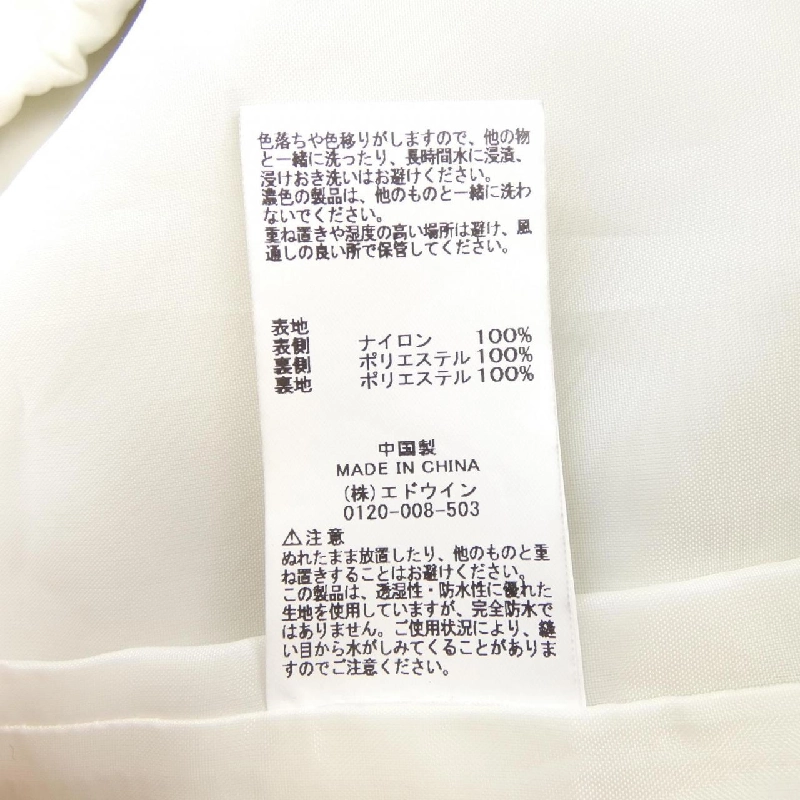 色落ちや色移りがしますので、他の物
と一緒に洗ったり、長時間水に浸漬、
浸けおき洗いはお避けください。
濃色の製品は、他のものと一緒に洗わ
ないでください。
重ね置きや湿度の高い場所は避け、風
通しの良い所で保管してください。
表地
表側 ナイロン 100%
裏側 ポリエステル 100%
裏地 ポリエステル 100%
中国製
MADE IN CHINA
(株)エドウイン
0120-008-503
⚠注意
ぬれたまま放置したり、他のものと重
ね置きすることはお避けください。
この製品は、透湿性・防水性に優れた
生地を使用していますが、完全防水で
はありません。ご使用状況により、縫
い目から水がしみてくることがありま
すのでご注意ください。